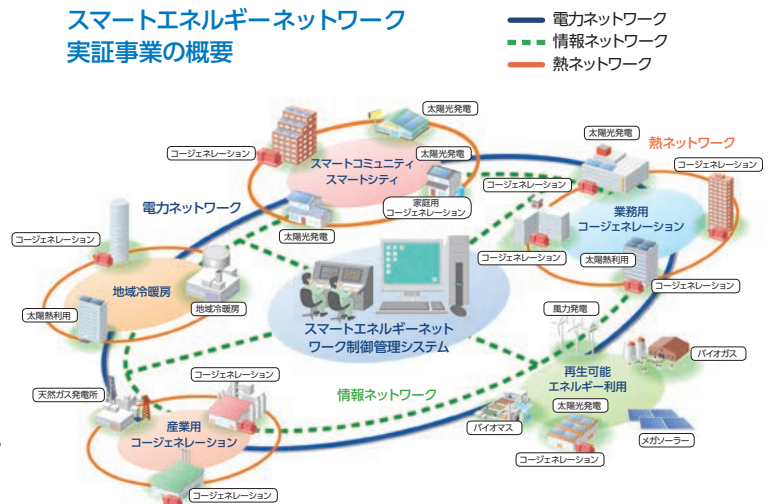 スマートエネルギーネットワーク
実証事業の概要
電力ネットワーク
情報ネットワーク
熱ネットワーク
太陽光発電
コージェネレーション
スマートコミュニティ
スマートシティ
太陽光発電
家庭用
コージェネレーション
太陽光発電
電力ネットワーク
太陽光発電
熱ネットワーク
コージェネレーション
コージェネレーション
業務用
コージェネレーション
コージェネレーション
太陽熱利用
コージェネレーション
コージェネレーション
地域冷暖房
地域冷暖房
太陽熱利用
スマートエネルギーネット
ワーク制御管理システム
風力発電
バイオガス
再生可能
エネルギー利用
太陽光発電
バイオマス
メガソーラー
コージェネレーション
情報ネットワーク
天然ガス発電所
コージェネレーション
産業用
コージェネレーション
コージェネレーション